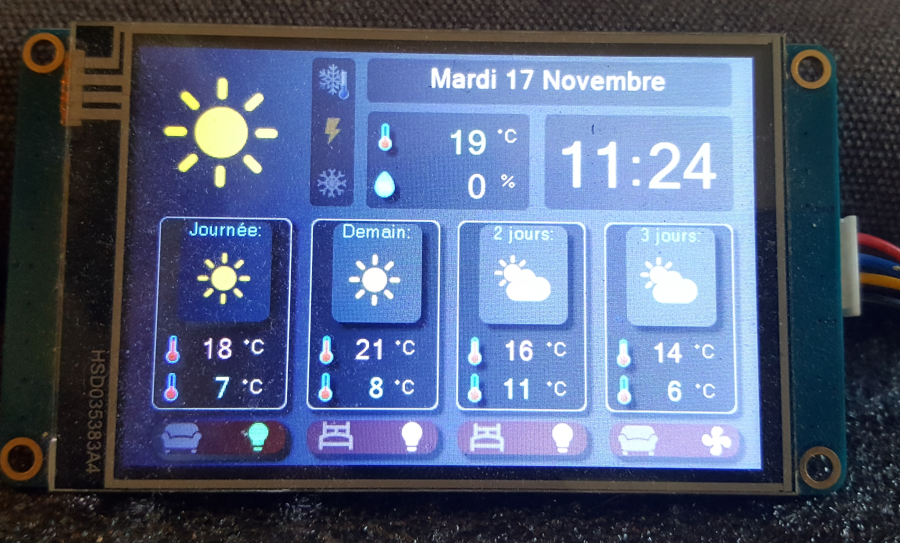 Mardi 17 Novembre
19 °C
0 %
11:24
Journée:
18 °C
7 °C
Demain:
21 °C
8 °C
2 jours:
16 °C
11 °C
3 jours:
14 °C
6 °C
HSD035383A4